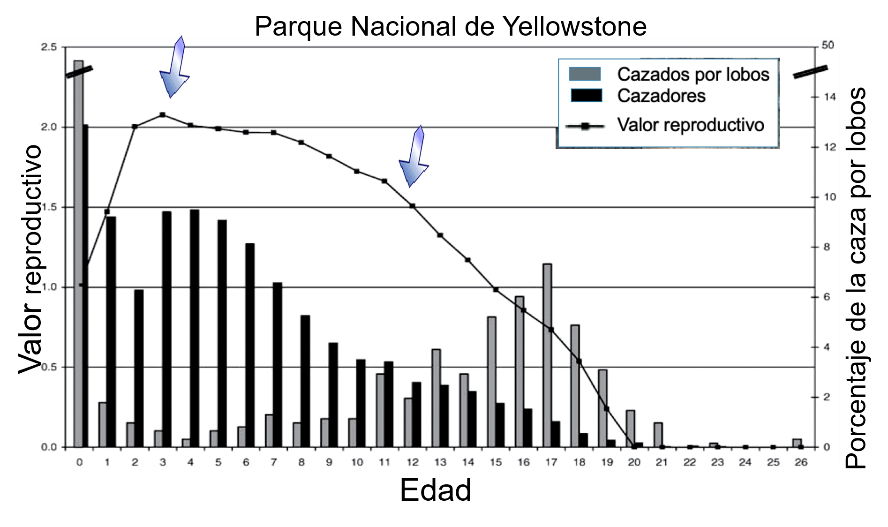 Parque Nacional de Yellowstone
2.5
2.0
1.5
1.0
0.5
0.0
Valor reproductivo
Cazados por lobos
Cazadores
Valor reproductivo
50
14
12
10
8
6
4
2
0
Porcentaje de la caza por lobos
0 1 2 3 4 5 6 7 8 9 10 11 12 13 14 15 16 17 18 19 20 21 22 23 24 25 26
Edad